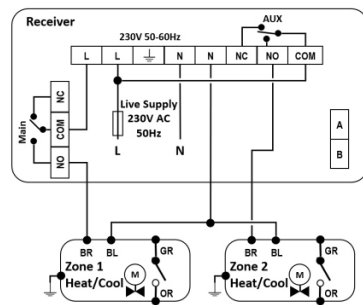 Receiver
230V 50-60Hz
AUX
L L N N NC NO COM
NC
COM
NO
Main
Live Supply
230V AC
50Hz
L N
A
B
BR BL GR
Zone 1
Heat/Cool
M
OR
BR BL GR
Zone 2
Heat/Cool
M
OR